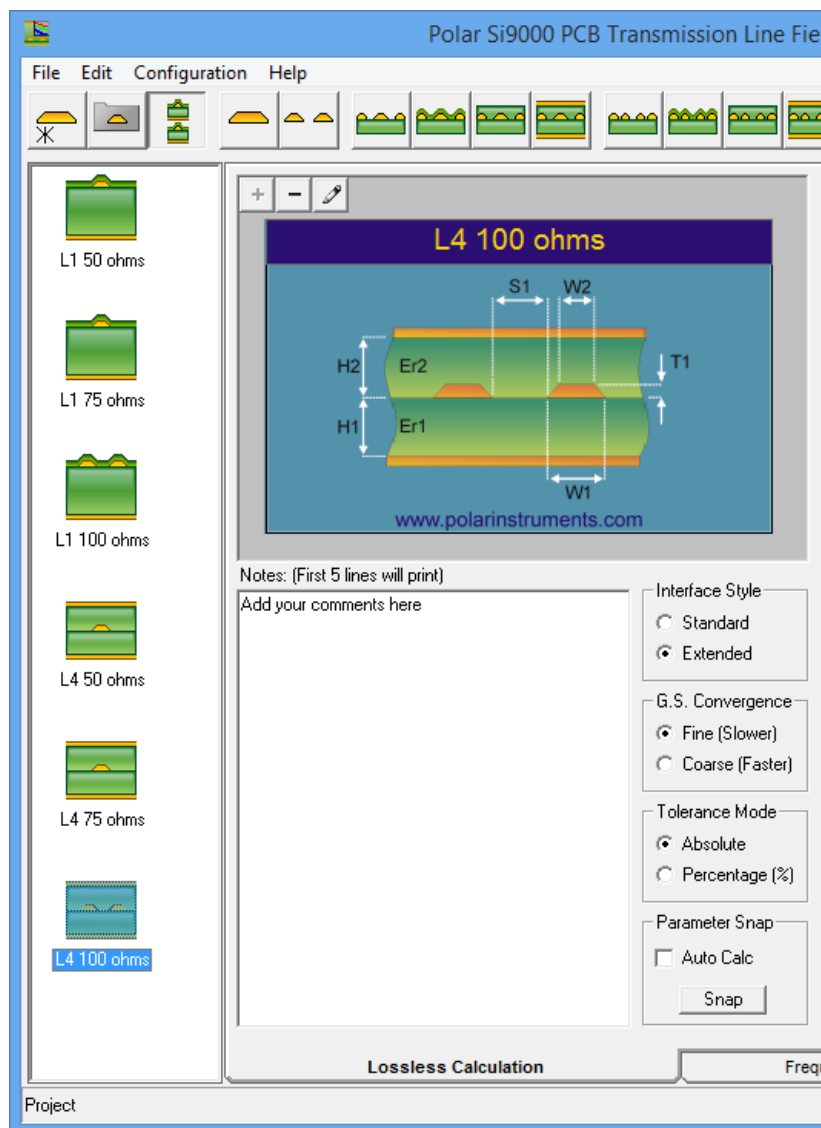 Polar Si9000 PCB Transmission Line Fie
File Edit Configuration Help
L1 50 ohms
L1 75 ohms
L1 100 ohms
L4 50 ohms
L4 75 ohms
L4 100 ohms
L4 100 ohms
S1 W2
H2 Er2 T1
H1 Er1
W1
www.polarinstruments.com
Notes: (First 5 lines will print)
Add your comments here
Interface Style
Standard
Extended
G.S. Convergence
Fine (Slower)
Coarse (Faster)
Tolerance Mode
Absolute
Percentage (%)
Parameter Snap
Auto Calc
Snap
Lossless Calculation
Frequ
Project